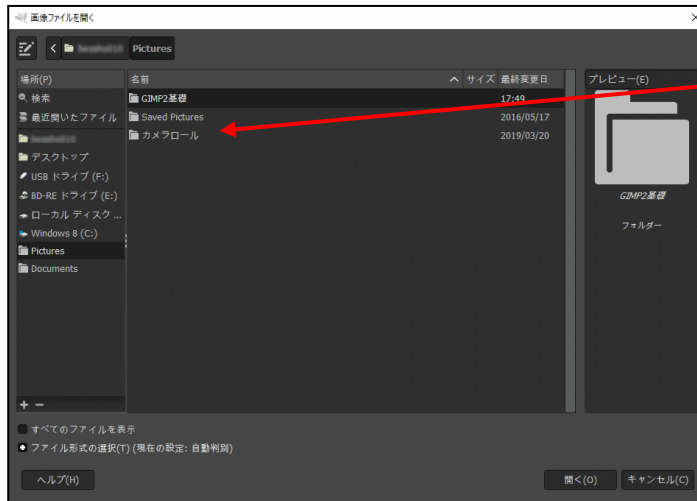 画像ファイルを開く
Pictures
場所(P)
名前
サイズ
最終変更日
プレビュー(E)
検索
最近開いたファイル
デスクトップ
USB ドライブ (F:)
BD-RE ドライブ (E:)
ローカル ディスク ...
Windows 8 (C:)
Pictures
Documents
GIMP2基礎
17:49
Saved Pictures
2016/05/17
カメラロール
2019/03/20
GIMP2基礎
フォルダー
すべてのファイルを表示
ファイル形式の選択(T) (現在の設定: 自動判別)
ヘルプ(H)
開く(O)
キャンセル(C)